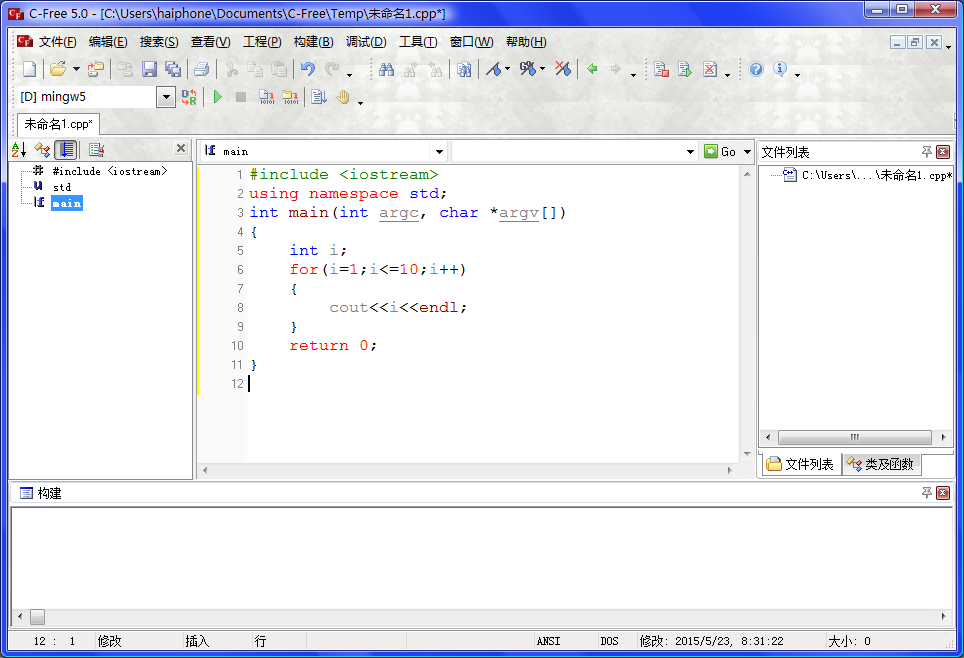 C-Free 5.0 - [C:\Users\haiphone\Documents\C-Free\Temp\未命名1.cpp*]
文件(F) 编辑(E) 搜索(S) 查看(V) 工程(P) 构建(B) 调试(D) 工具(T) 窗口(W) 帮助(H)
[D] mingw5
未命名1.cpp*
#include <iostream>
std
main
main
Go
1 #include <iostream>
2 using namespace std;
3 int main(int argc, char *argv[])
4 {
5     int i;
6     for(i=1;i<=10;i++)
7     {
8         cout<<i<<endl;
9     }
10     return 0;
11 }
12
文件列表
C:\Users\...\未命名1.cpp*
文件列表 类及函数
构建
12 : 1 修改 插入 行 ANSI DOS 修改: 2015/5/23, 8:31:22 大小: 0